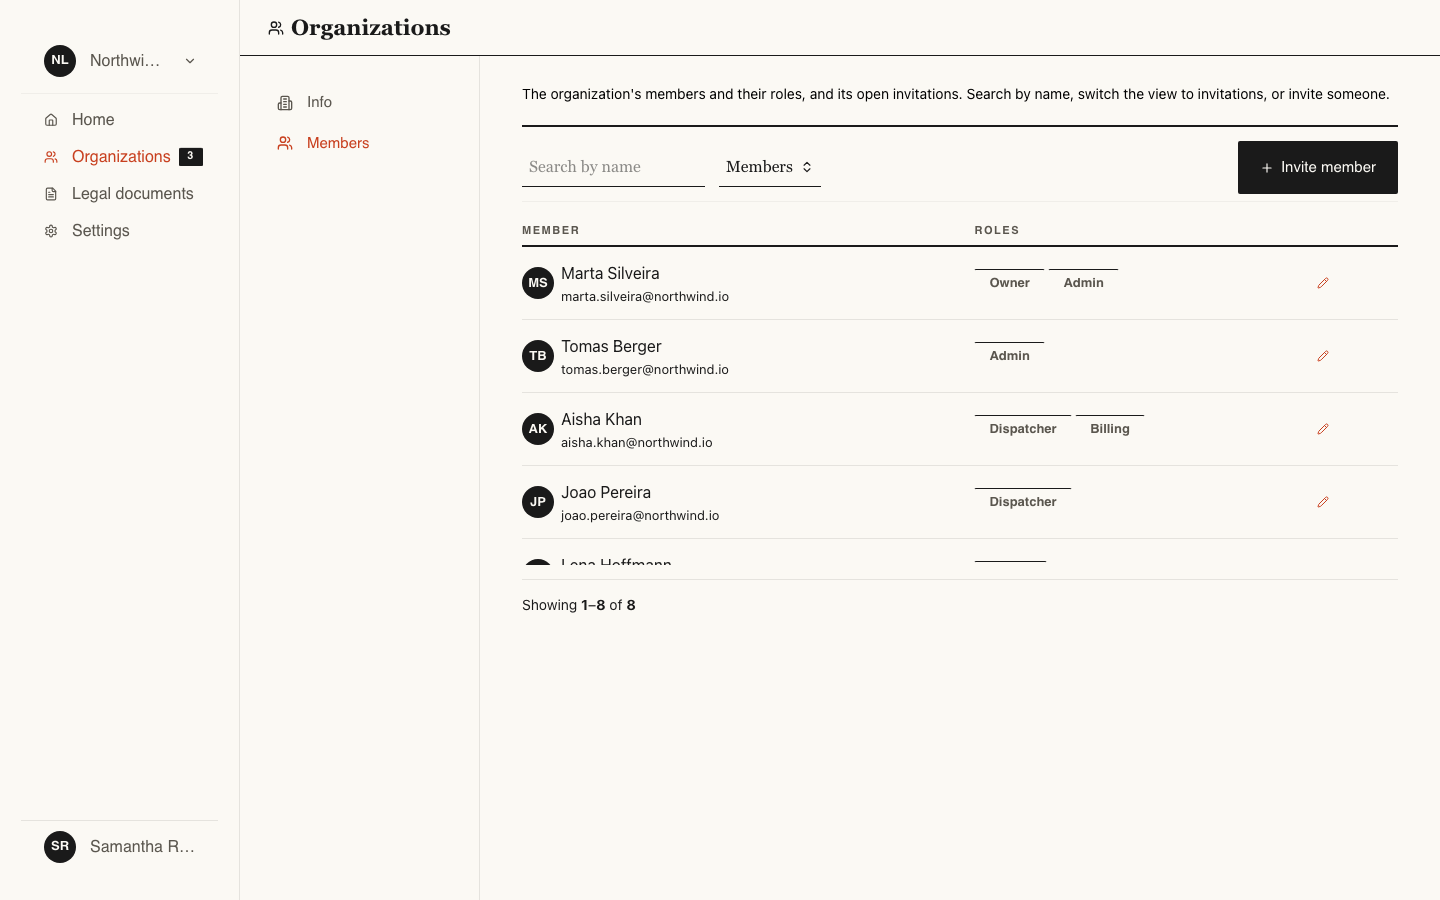 NL Northwi...
Home
Organizations 3
Legal documents
Settings
SR Samantha R...
Organizations
Info
Members
The organization's members and their roles, and its open invitations. Search by name, switch the view to invitations, or invite someone.
Search by name
Members
Invite member
MEMBER ROLES
MS Marta Silveira
marta.silveira@northwind.io
Owner Admin
TB Tomas Berger
tomas.berger@northwind.io
Admin
AK Aisha Khan
aisha.khan@northwind.io
Dispatcher Billing
JP Joao Pereira
joao.pereira@northwind.io
Dispatcher
Lena Hoffmann
Showing 1–8 of 8